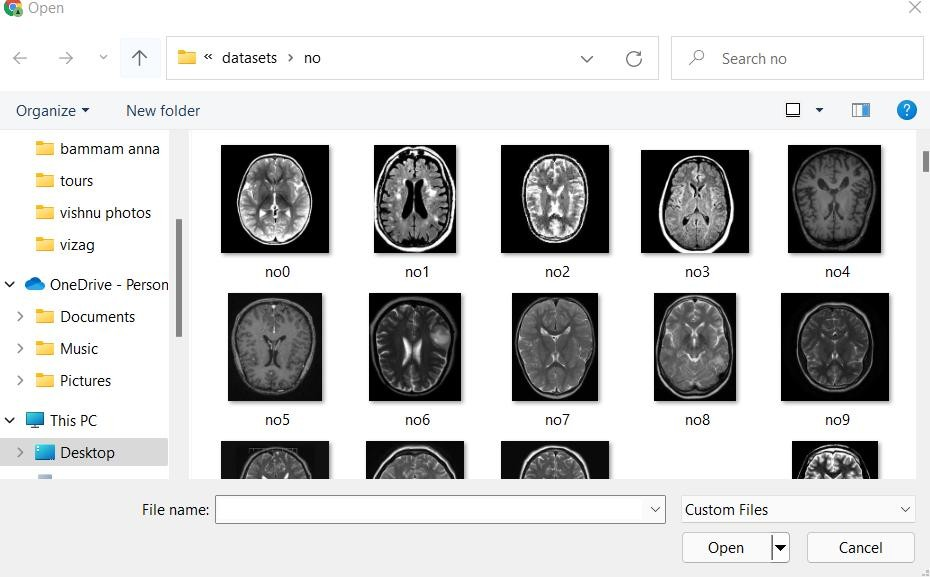 Open
« datasets > no
Search no
Organize
New folder
?
bammam anna
tours
vishnu photos
vizag
OneDrive - Person
Documents
Music
Pictures
This PC
Desktop
no0 no1 no2 no3 no4
no5 no6 no7 no8 no9
File name:
Custom Files
Open
Cancel